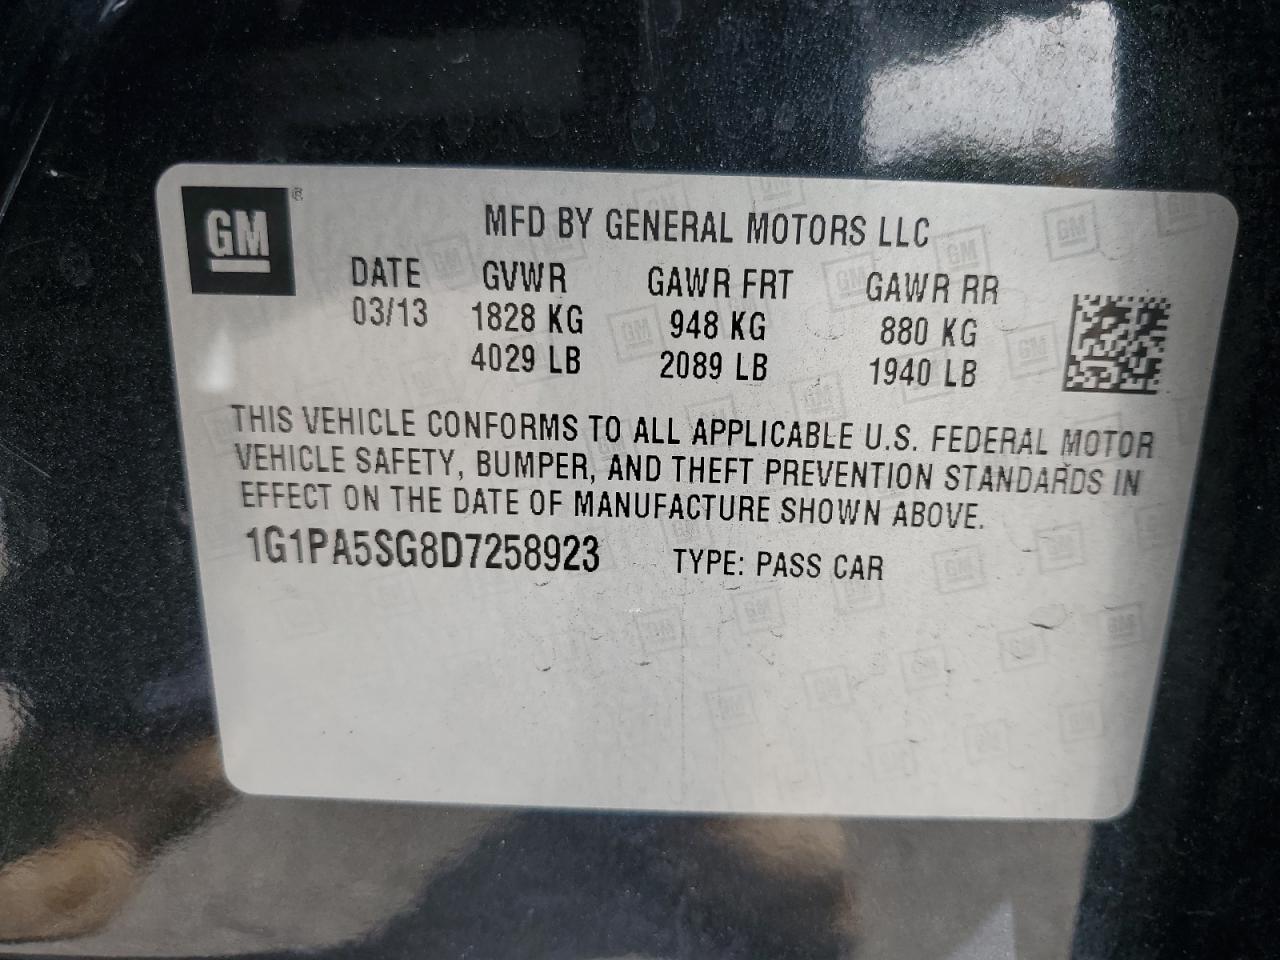 GM ®
MFD BY GENERAL MOTORS LLC
DATE GVWR GAWR FRT GAWR RR
03/13 1828 KG 948 KG 880 KG
4029 LB 2089 LB 1940 LB
THIS VEHICLE CONFORMS TO ALL APPLICABLE U.S. FEDERAL MOTOR
VEHICLE SAFETY, BUMPER, AND THEFT PREVENTION STANDARDS IN
EFFECT ON THE DATE OF MANUFACTURE SHOWN ABOVE.
1G1PA5SG8D7258923 TYPE: PASS CAR